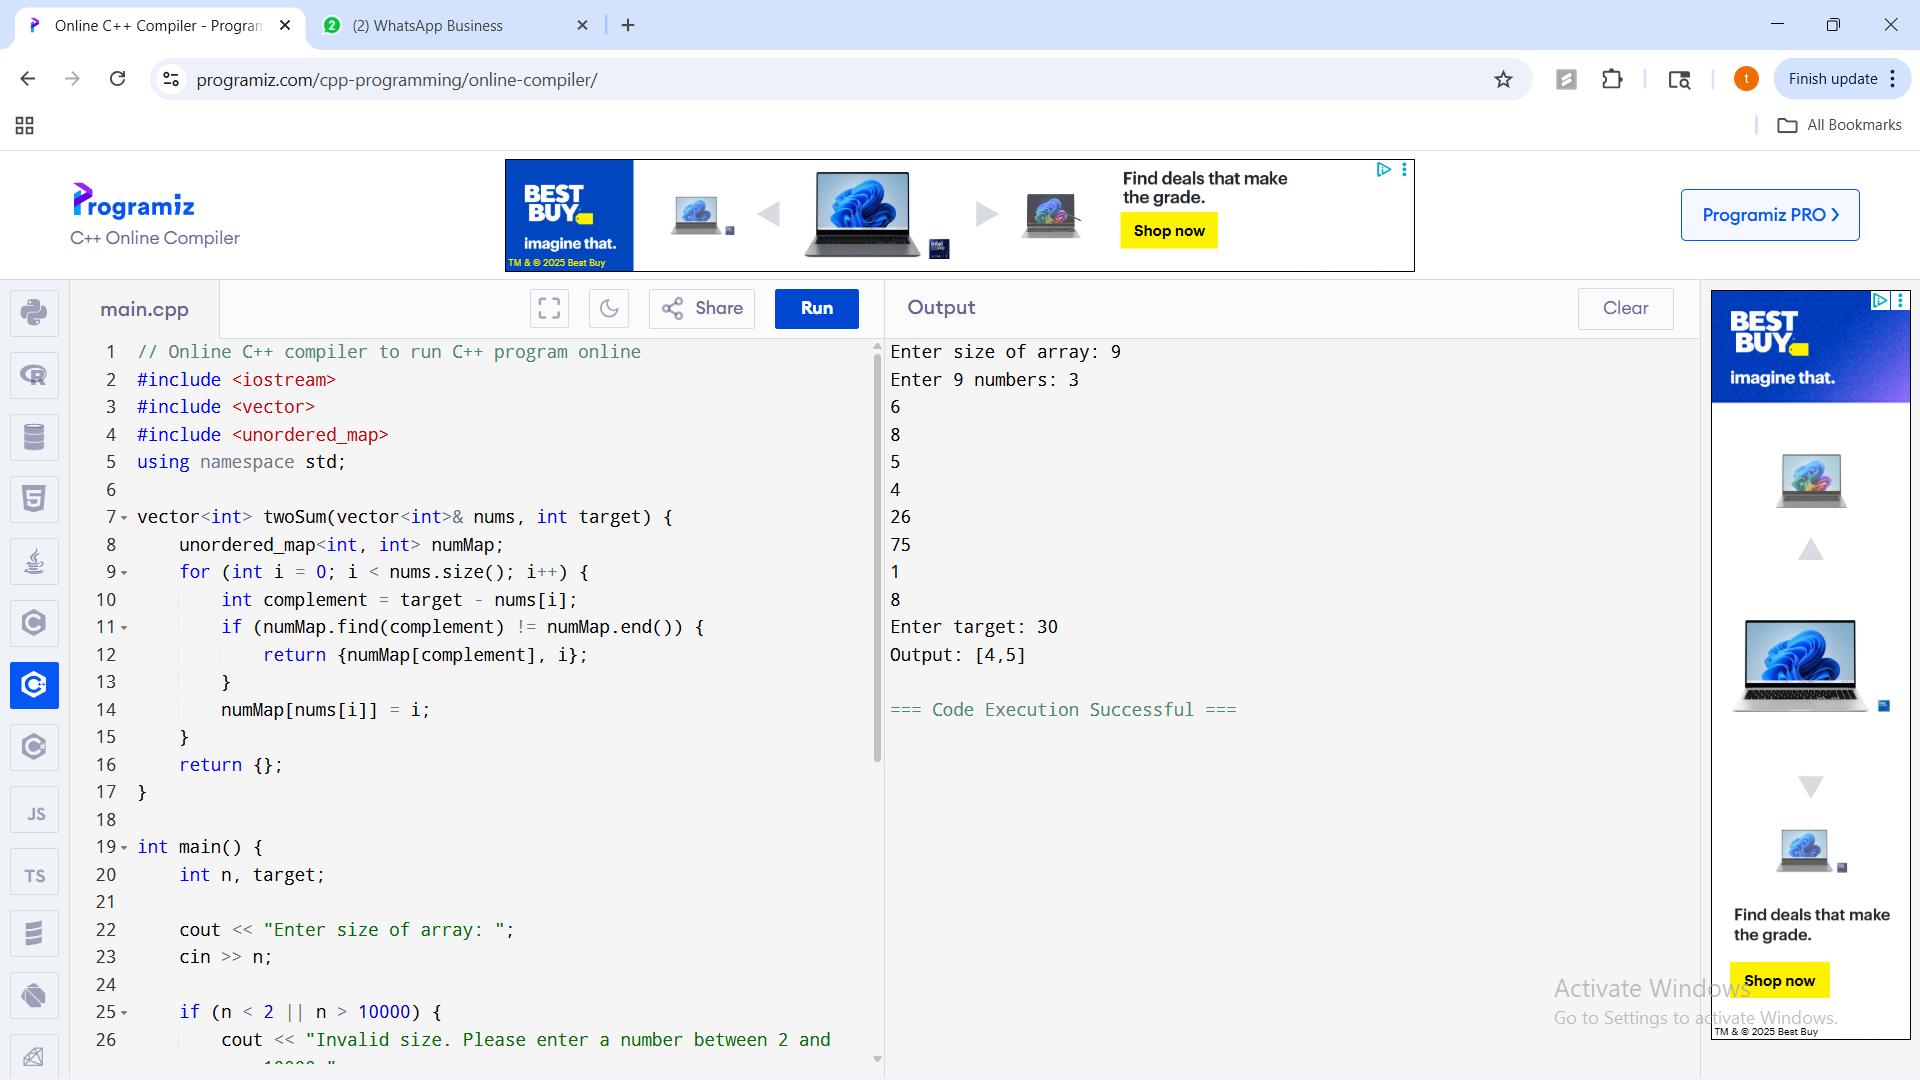 Online C++ Compiler - Program
(2) WhatsApp Business
programiz.com/cpp-programming/online-compiler/
t
Finish update
All Bookmarks
Programiz
C++ Online Compiler
BEST
BUY
imagine that.
TM & © 2025 Best Buy
Find deals that make
the grade.
Shop now
Programiz PRO
main.cpp
Share
Run
Output
Clear
1 // Online C++ compiler to run C++ program online
2 #include <iostream>
3 #include <vector>
4 #include <unordered_map>
5 using namespace std;
6
7 vector<int> twoSum(vector<int>& nums, int target) {
8 unordered_map<int, int> numMap;
9 for (int i = 0; i < nums.size(); i++) {
10 int complement = target - nums[i];
11 if (numMap.find(complement) != numMap.end()) {
12 return {numMap[complement], i};
13 }
14 numMap[nums[i]] = i;
15 }
16 return {};
17 }
18
19 int main() {
20 int n, target;
21
22 cout << "Enter size of array: ";
23 cin >> n;
24
25 if (n < 2 || n > 10000) {
26 cout << "Invalid size. Please enter a number between 2 and
Enter size of array: 9
Enter 9 numbers: 3
6
8
5
4
26
75
1
8
Enter target: 30
Output: [4,5]
=== Code Execution Successful ===
JS
TS
BEST
BUY
imagine that.
Find deals that make
the grade.
Shop now
TM & © 2025 Best Buy
Activate Windows
Go to Settings to activate Windows.